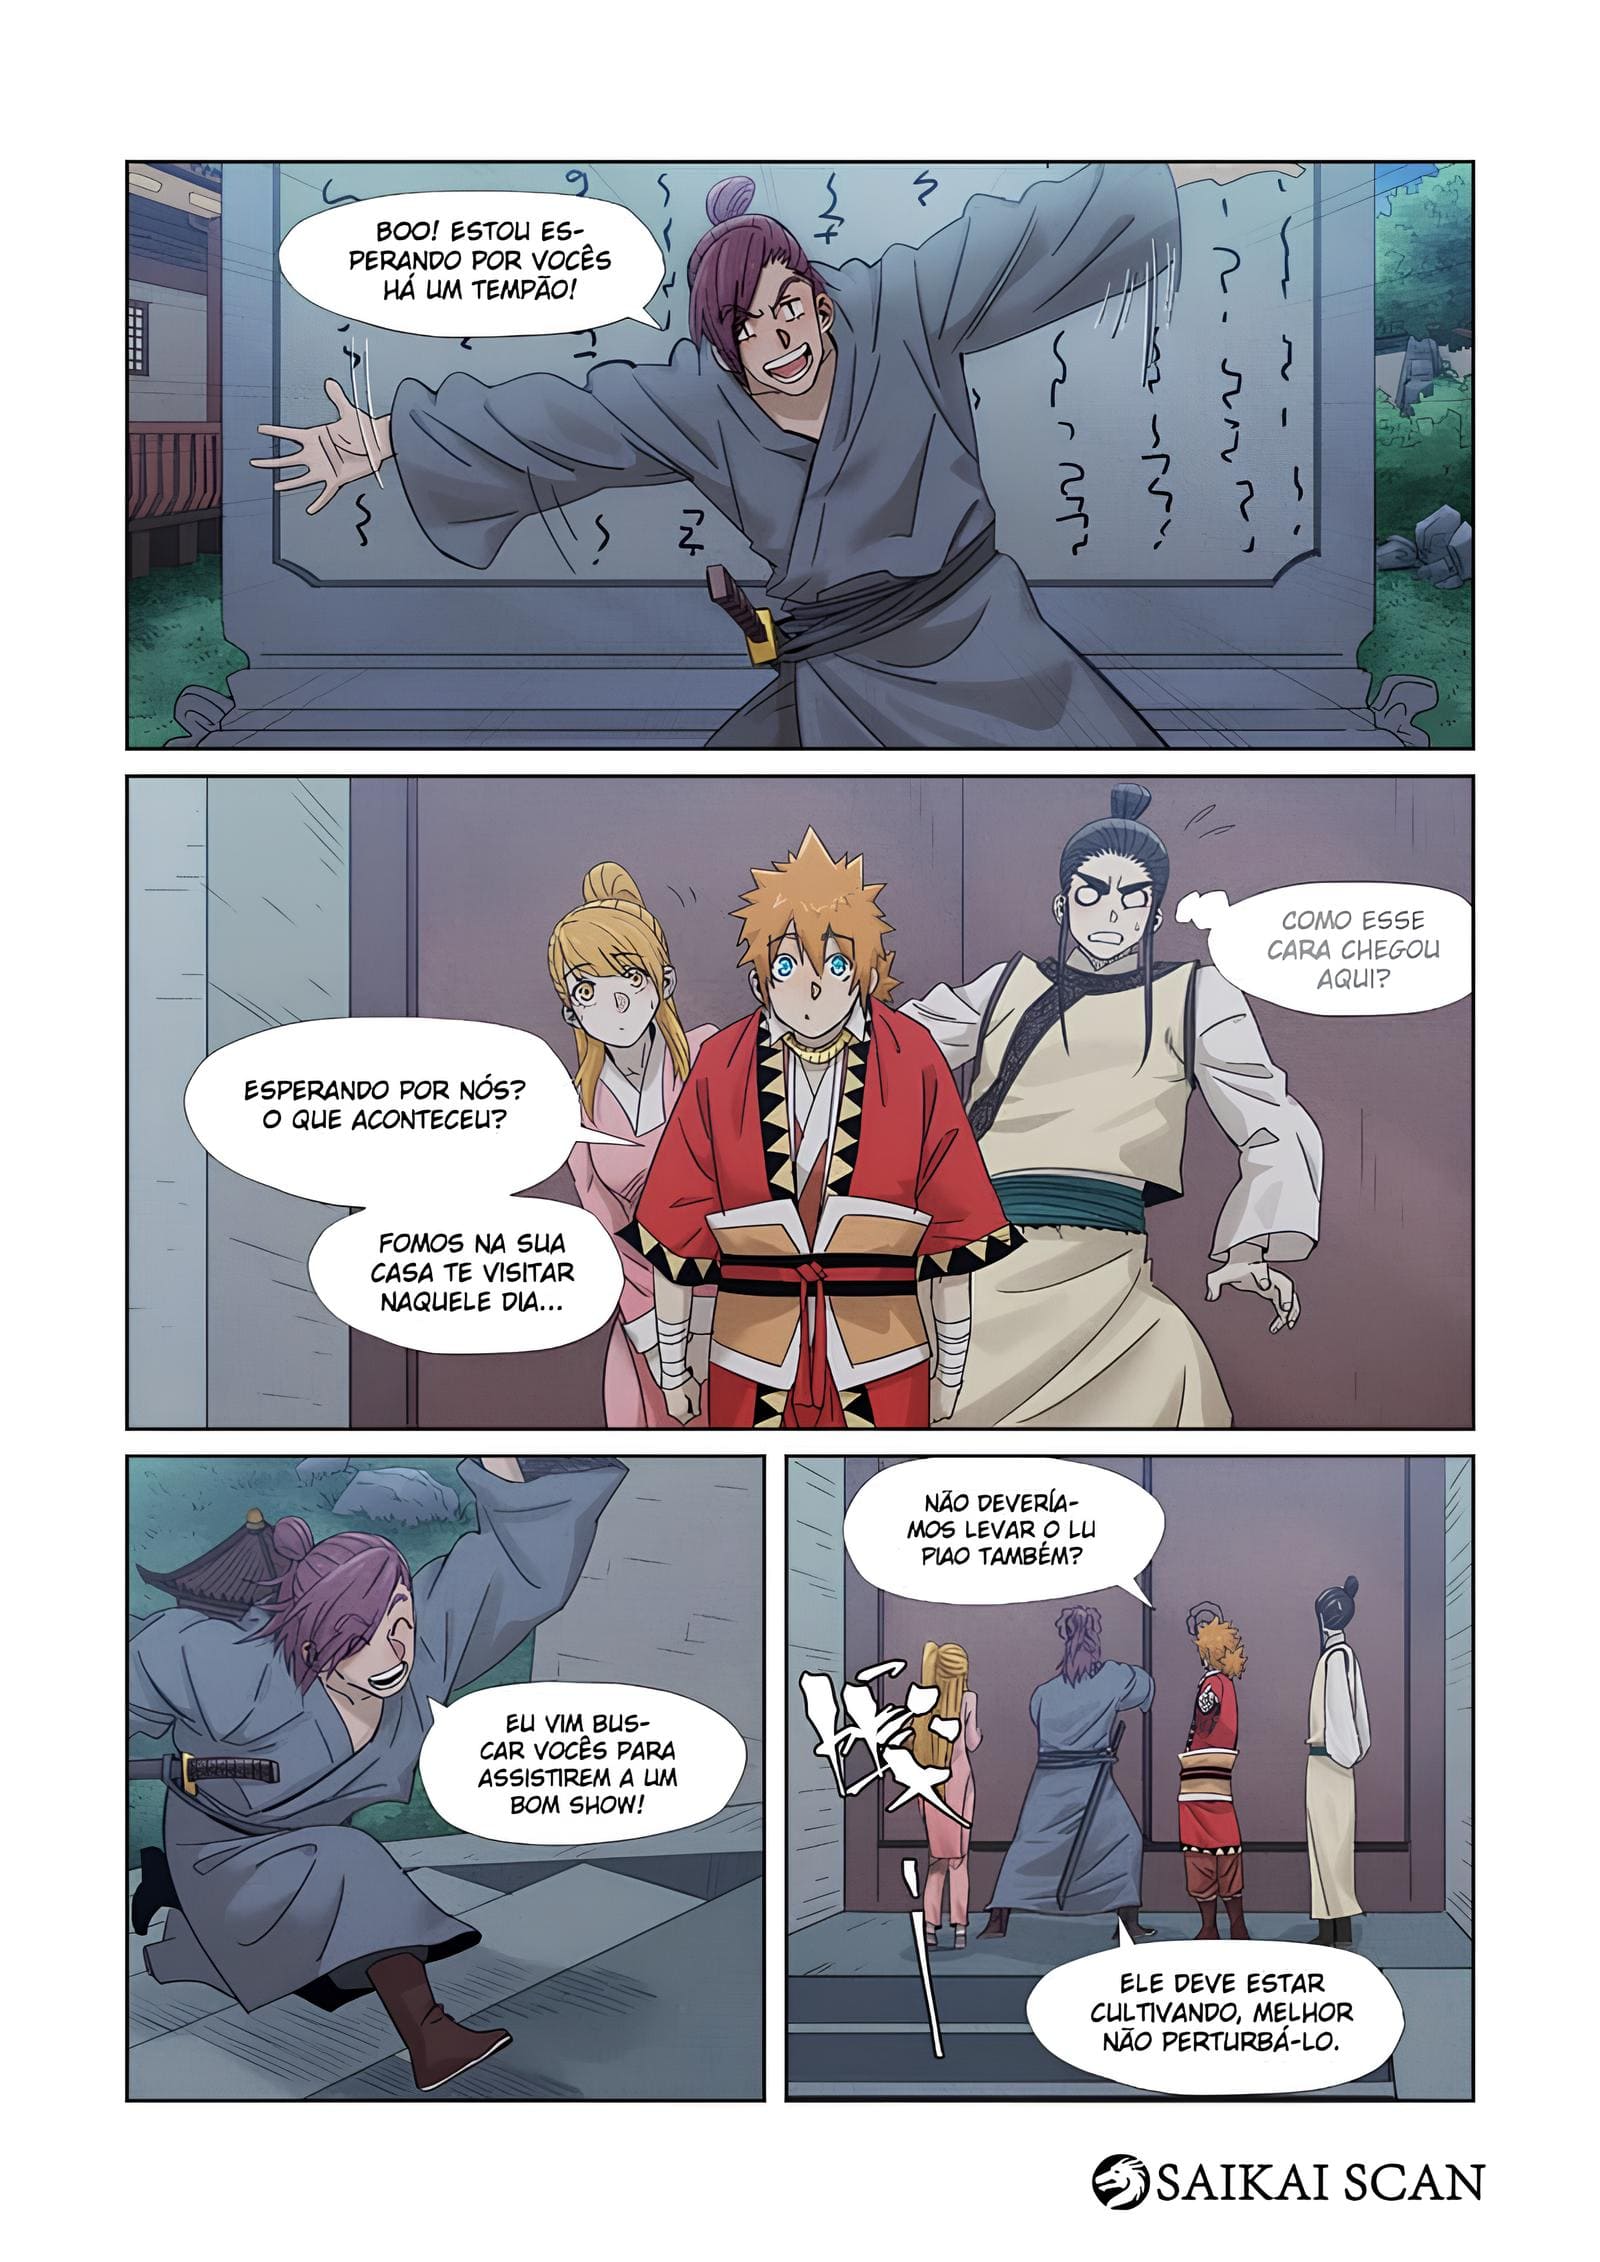 BOO! ESTOU ES-
PERANDO POR VOCÊS
HÁ UM TEMPÃO!
COMO ESSE
CARA CHEGOU
AQUI?
ESPERANDO POR NÓS?
O QUE ACONTECEU?
FOMOS NA SUA
CASA TE VISITAR
NAQUELE DIA...
EU VIM BUS-
CAR VOCÊS PARA
ASSISTIREM A UM
BOM SHOW!
NÃO DEVERÍA-
MOS LEVAR O LU
PIAO TAMBÉM?
ELE DEVE ESTAR
CULTIVANDO, MELHOR
NÃO PERTURBÁ-LO.
SAIKAI SCAN